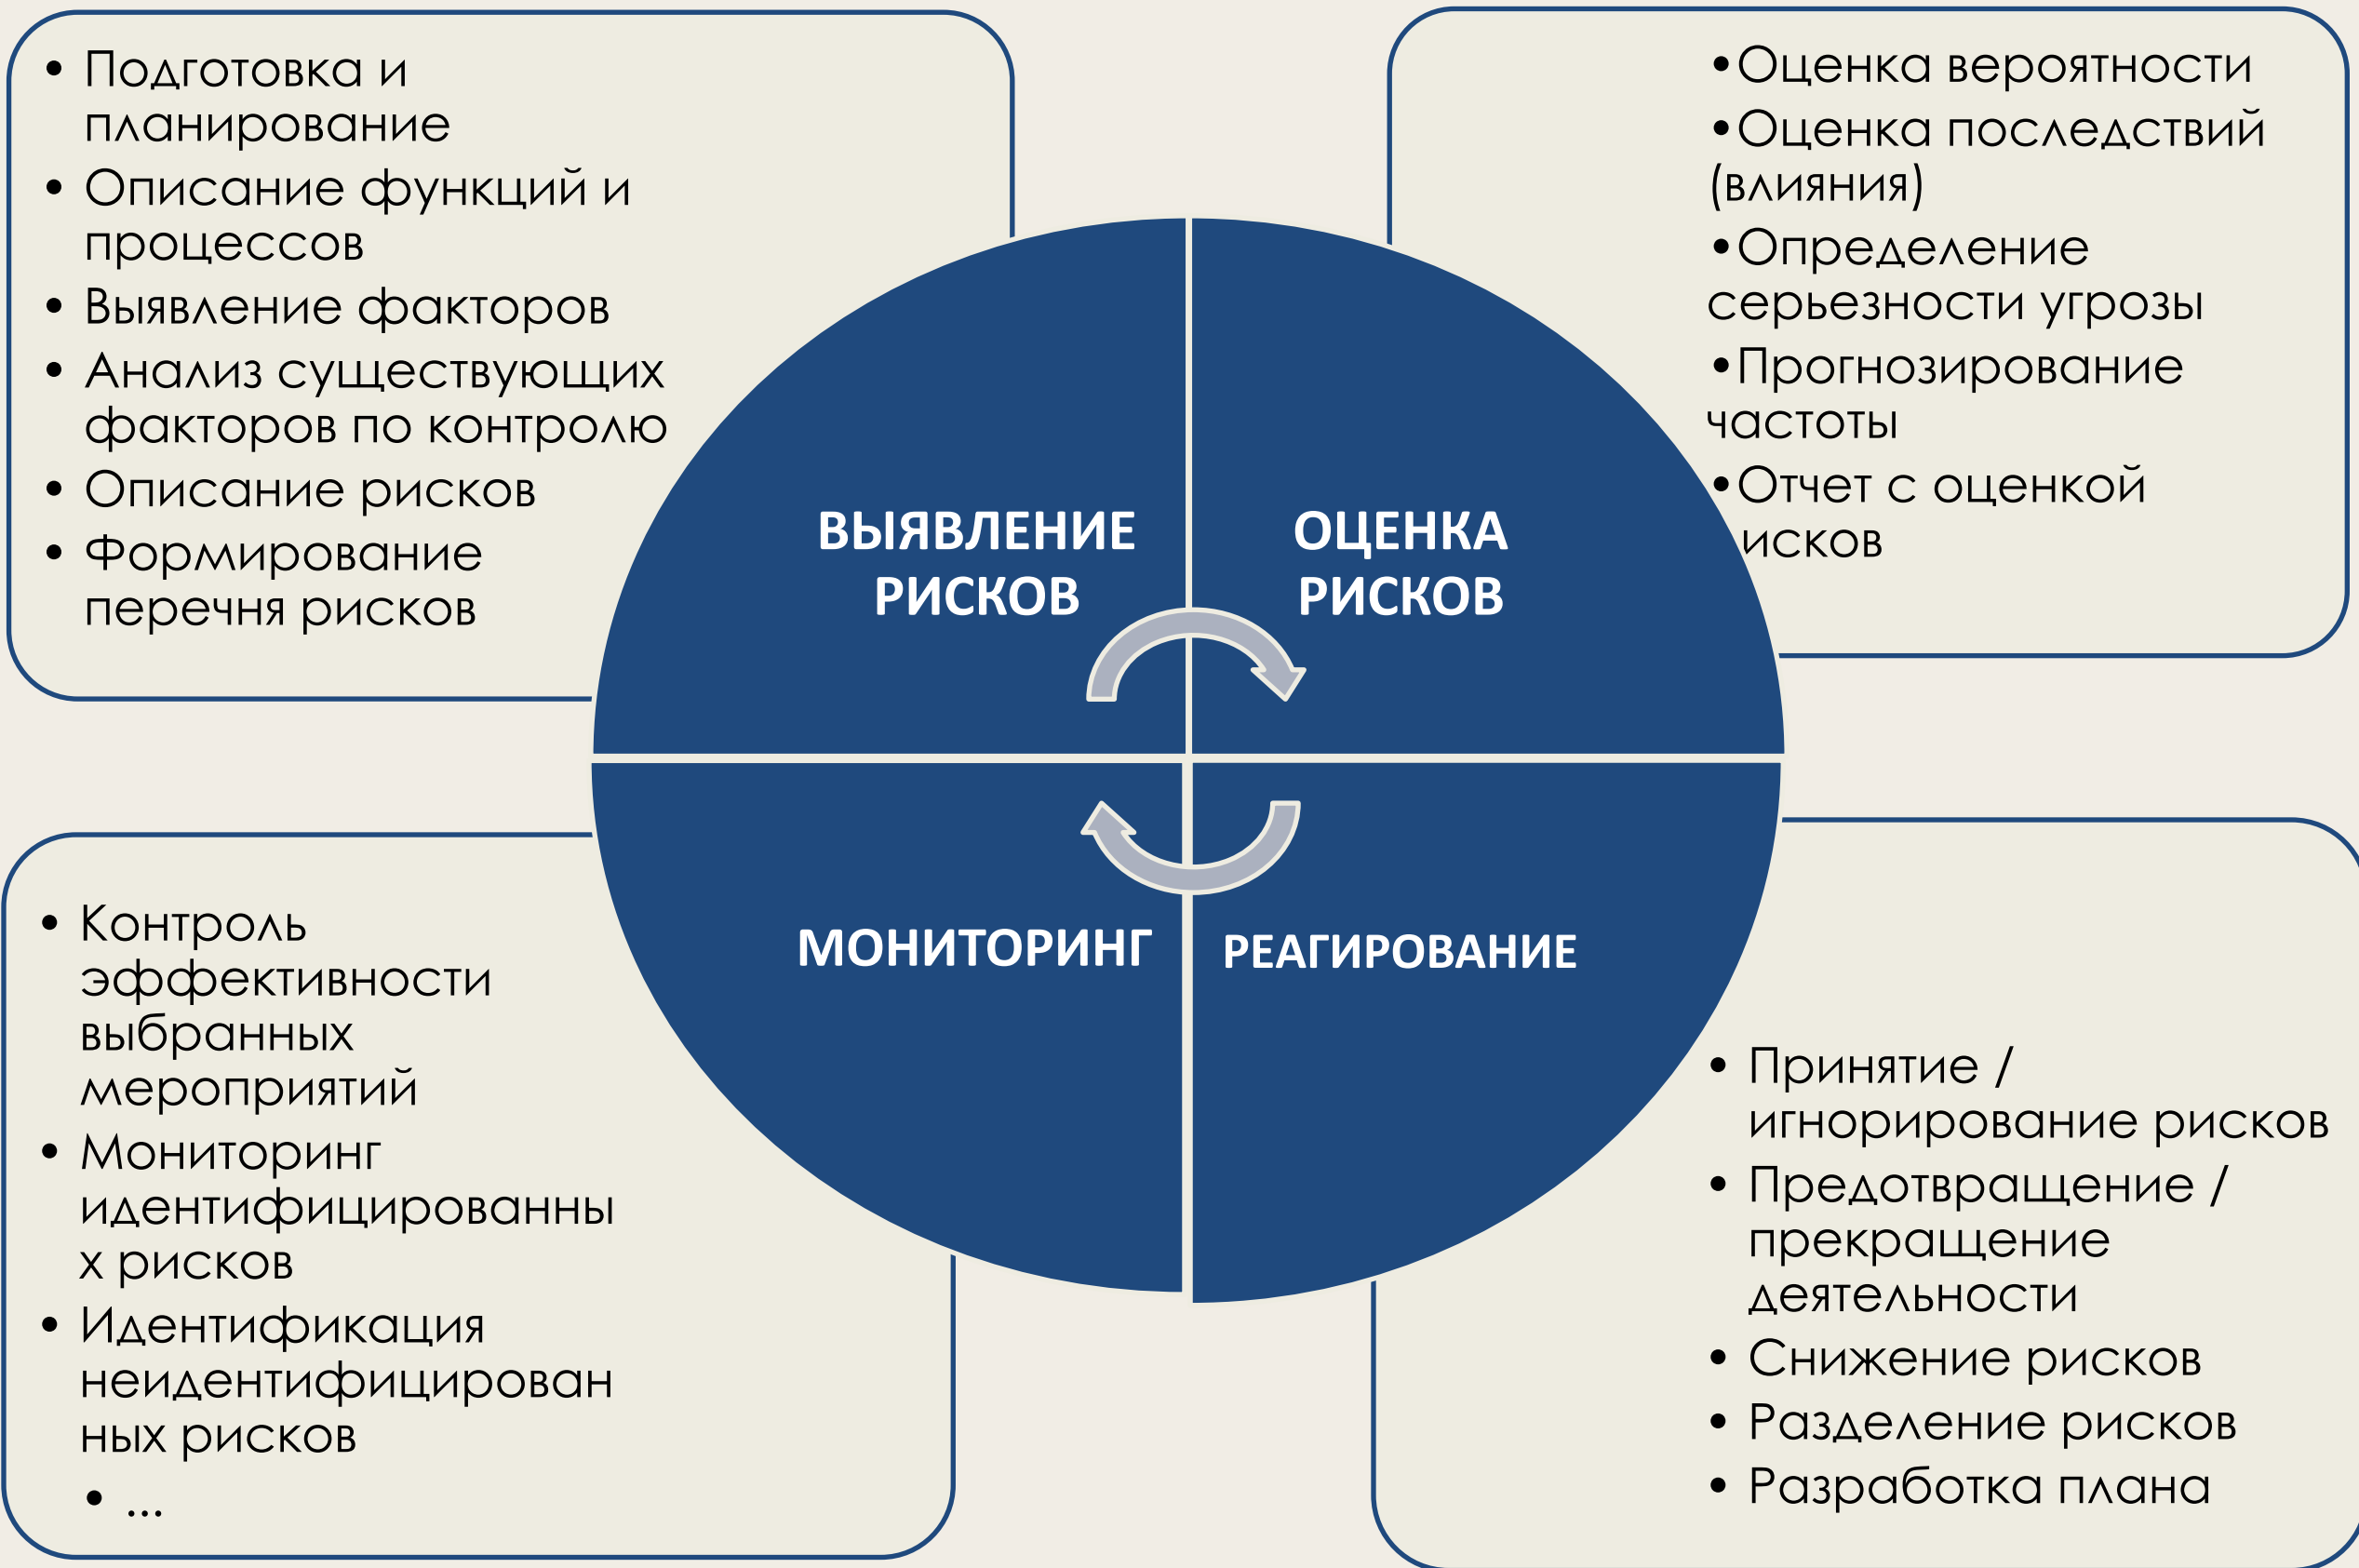 • Подготовка и
планирование
• Описание функций и
процессов
• Выявление факторов
• Анализ существующих
факторов по контролю
• Описание рисков
• Формирование
перечня рисков
•Оценка вероятности
•Оценка последствий
(влияния)
•Определение
серьезности угрозы
•Прогнозирование
частоты
•Отчет с оценкой
исков
ВЫЯВЛЕНИЕ
РИСКОВ
ОЦЕНКА
РИСКОВ
МОНИТОРИНГ
РЕАГИРОВАНИЕ
• Контроль
эффективности
выбранных
мероприятий
• Мониторинг
идентифицированны
х рисков
• Идентификация
неидентифицирован
ных рисков
• ...
• Принятие /
игнорирование рисков
• Предотвращение /
прекращение
деятельности
• Снижение рисков
• Разделение рисков
• Разработка плана